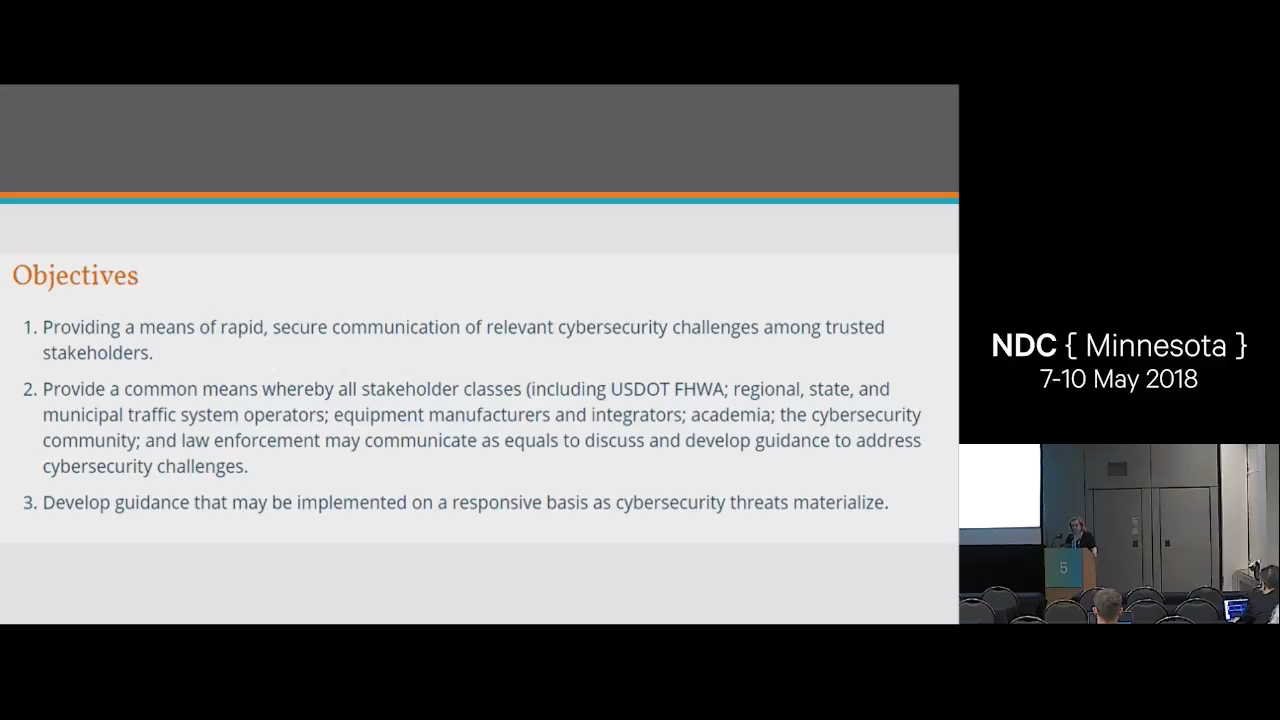 Objectives
1. Providing a means of rapid, secure communication of relevant cybersecurity challenges among trusted
stakeholders.
2. Provide a common means whereby all stakeholder classes (including USDOT FHWA; regional, state, and
municipal traffic system operators; equipment manufacturers and integrators; academia; the cybersecurity
community; and law enforcement may communicate as equals to discuss and develop guidance to address
cybersecurity challenges.
3. Develop guidance that may be implemented on a responsive basis as cybersecurity threats materialize.
NDC { Minnesota }
7-10 May 2018
5